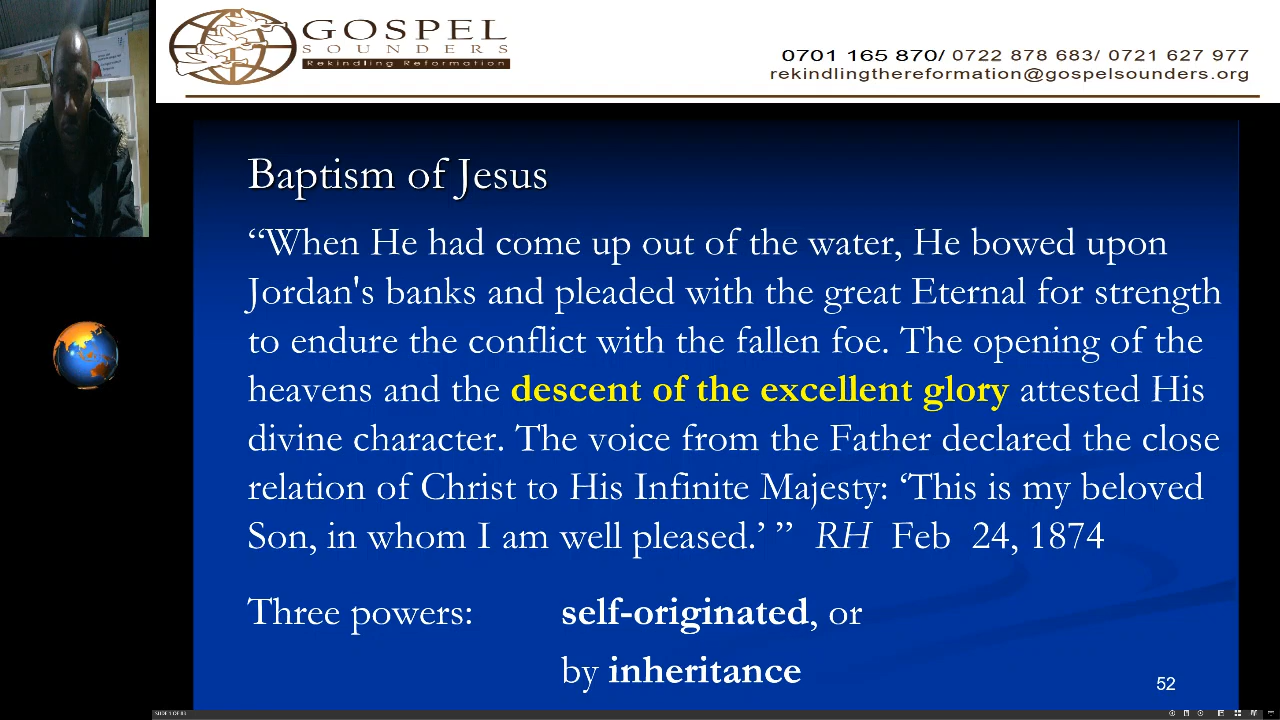 GOSPEL
SOUNDERS
Rekindling Reformation
0701 165 870/ 0722 878 683/ 0721 627 977
rekindlingthereformation@gospelsounders.org
Baptism of Jesus
“When He had come up out of the water, He bowed upon
Jordan's banks and pleaded with the great Eternal for strength
to endure the conflict with the fallen foe. The opening of the
heavens and the descent of the excellent glory attested His
divine character. The voice from the Father declared the close
relation of Christ to His Infinite Majesty: ‘This is my beloved
Son, in whom I am well pleased.’ ” RH Feb 24, 1874
Three powers: self-originated, or
by inheritance
52